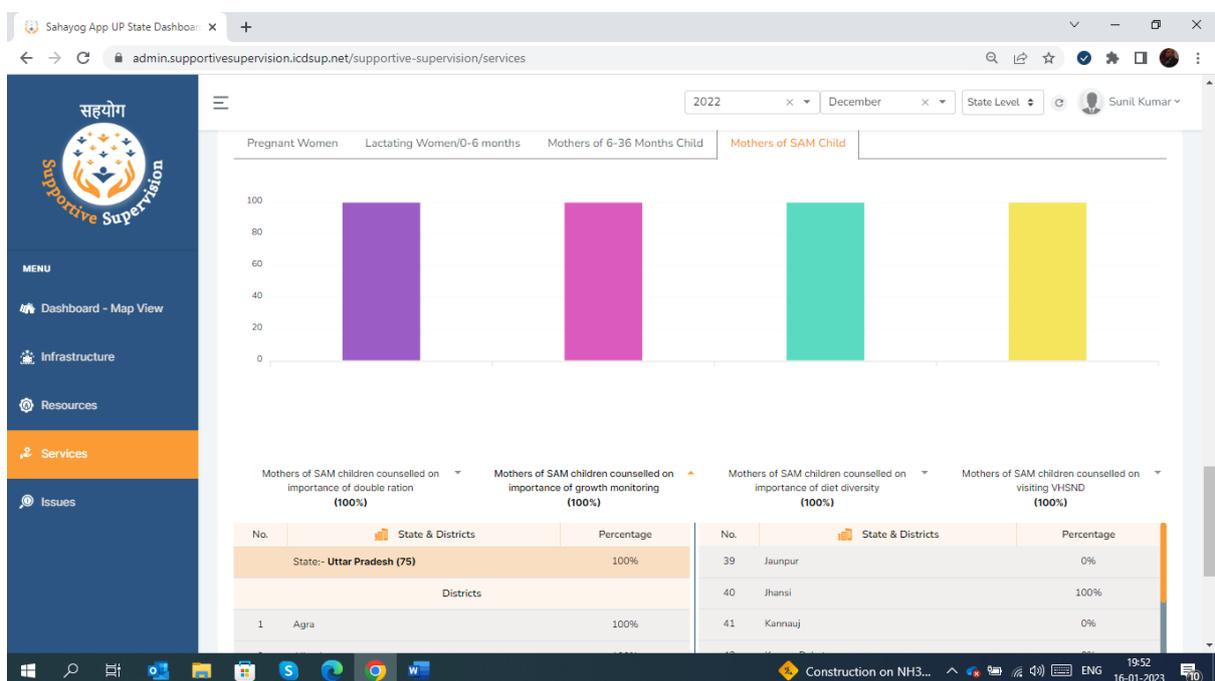 Sahayog App UP State Dashboar
admin.supportivesupervision.icdsup.net/supportive-supervision/services
सहयोग
Supportive Supervision
2022
December
State Level
Sunil Kumar
MENU
Dashboard - Map View
Infrastructure
Resources
Services
Issues
Pregnant Women Lactating Women/0-6 months Mothers of 6-36 Months Child Mothers of SAM Child
100
80
60
40
20
0
Mothers of SAM children counselled on
importance of double ration
(100%)
Mothers of SAM children counselled on
importance of growth monitoring
(100%)
Mothers of SAM children counselled on
importance of diet diversity
(100%)
Mothers of SAM children counselled on
visiting VHSND
(100%)
No. State & Districts Percentage
State:- Uttar Pradesh (75) 100%
Districts
1 Agra 100%
No. State & Districts Percentage
39 Jaunpur 0%
40 Jhansi 100%
41 Kannauj 0%
Construction on NH3...
ENG
19:52
16-01-2023
10